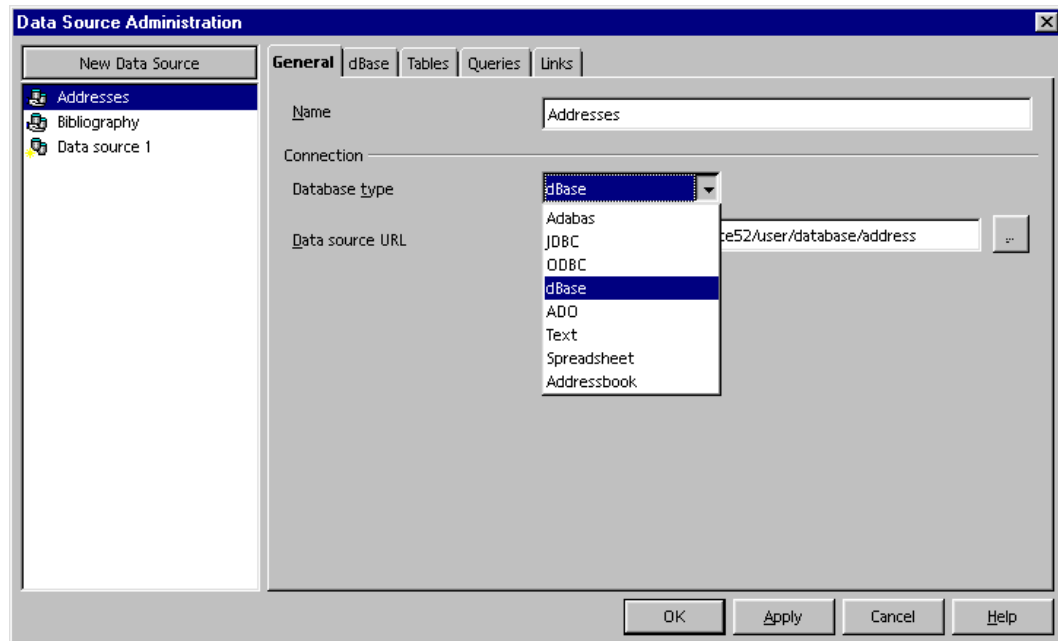 Data Source Administration
New Data Source
Addresses
Bibliography
Data source 1
General dBase Tables Queries Links
Name Addresses
Connection
Database type dBase
Adabas
Data source URL ce52/user/database/address ...
JDBC
ODBC
dBase
ADO
Text
Spreadsheet
Addressbook
OK Apply Cancel Help